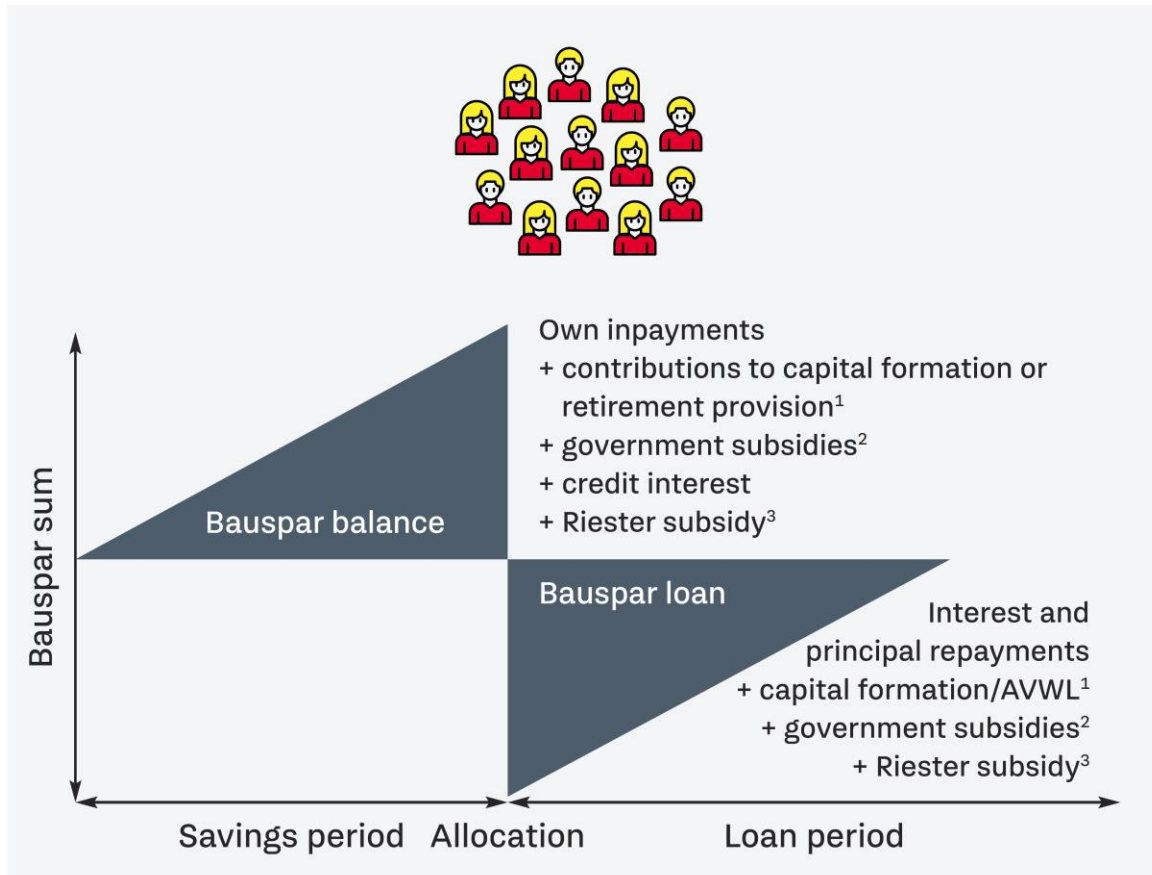 Own inpayments
+ contributions to capital formation or
retirement provision¹
+ government subsidies²
+ credit interest
+ Riester subsidy³
Bauspar sum
Bauspar balance
Bauspar loan
Interest and
principal repayments
+ capital formation/AVWL¹
+ government subsidies²
+ Riester subsidy³
Savings period
Allocation
Loan period